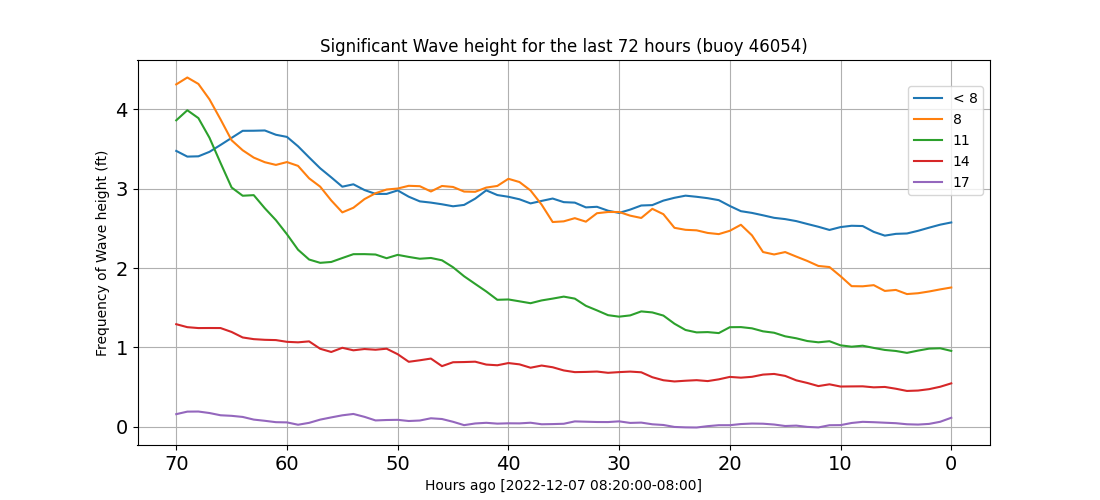 Significant Wave height for the last 72 hours (buoy 46054)
Frequency of Wave height (ft)
4
3
2
1
0
< 8
8
11
14
17
70 60 50 40 30 20 10 0
Hours ago [2022-12-07 08:20:00-08:00]